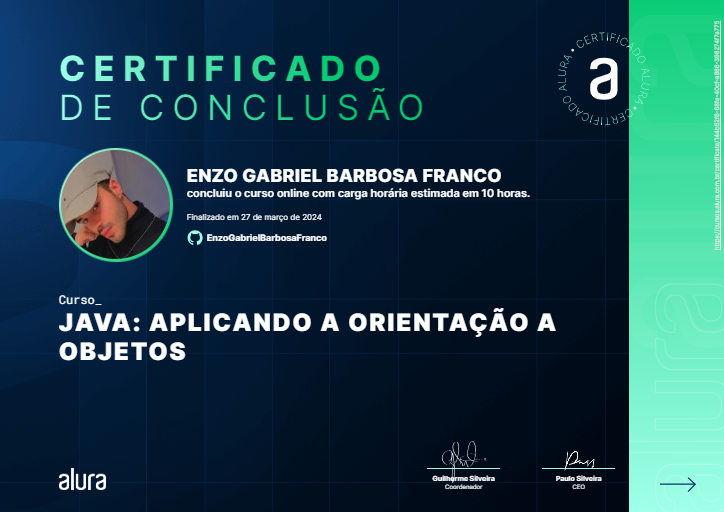 CERTIFICADO
DE CONCLUSÃO
CERTIFICADO ALURA • CERTIFICADO ALURA •
a
ENZO GABRIEL BARBOSA FRANCO
concluiu o curso online com carga horária estimada em 10 horas.
Finalizado em 27 de março de 2024
EnzoGabrielBarbosaFranco
Curso_
JAVA: APLICANDO A ORIENTAÇÃO A
OBJETOS
alura
Guilherme Silveira
Coordenador
Paulo Silveira
CEO
alura